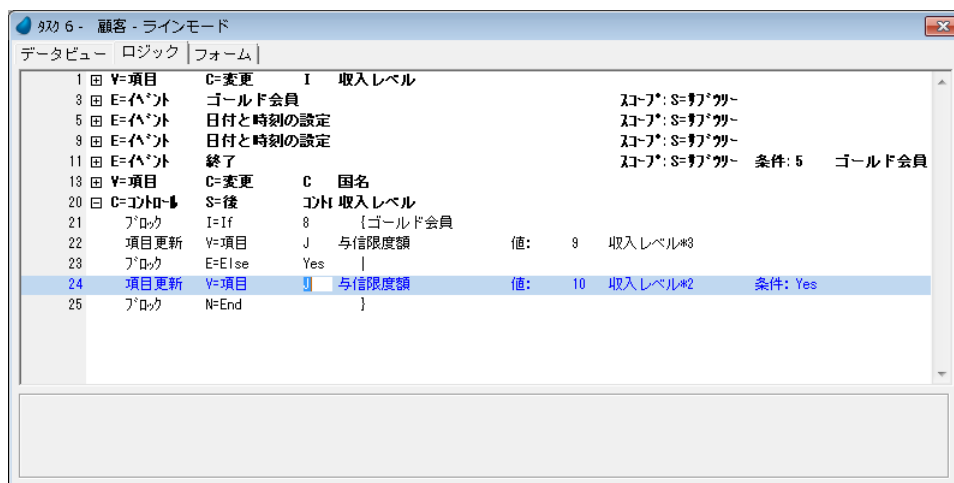 ﾀｽｸ 6 - 顧客 - ラインモード
データビュー ロジック フォーム
1 V=項目 C=変更 I 収入レベル
3 E=ｲﾍﾞﾝﾄ ゴールド会員 ｽｺｰﾌﾟ: S=ｻﾌﾞﾂﾘｰ
5 E=ｲﾍﾞﾝﾄ 日付と時刻の設定 ｽｺｰﾌﾟ: S=ｻﾌﾞﾂﾘｰ
9 E=ｲﾍﾞﾝﾄ 日付と時刻の設定 ｽｺｰﾌﾟ: S=ｻﾌﾞﾂﾘｰ
11 E=ｲﾍﾞﾝﾄ 終了 ｽｺｰﾌﾟ: S=ｻﾌﾞﾂﾘｰ 条件: 5 ゴールド会員
13 V=項目 C=変更 C 国名
20 C=ｺﾝﾄﾛｰﾙ S=後 ｺﾝﾄﾛ 収入レベル
21 ﾌﾞﾛｯｸ I=If 8 {ゴールド会員
22 項目更新 V=項目 J 与信限度額 値: 9 収入レベル*3
23 ﾌﾞﾛｯｸ E=Else Yes |
24 項目更新 V=項目 J 与信限度額 値: 10 収入レベル*2 条件: Yes
25 ﾌﾞﾛｯｸ N=End }